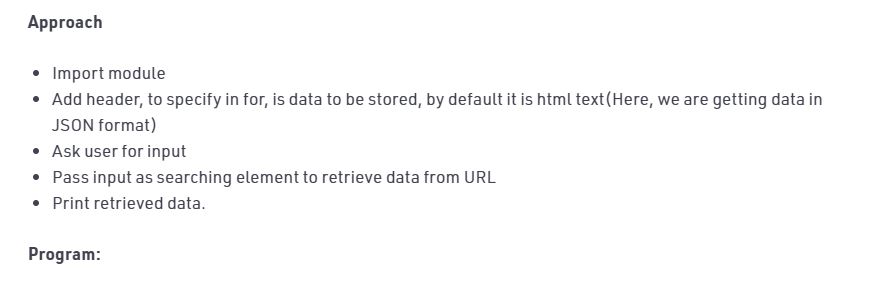 Approach
• Import module
• Add header, to specify in for, is data to be stored, by default it is html text(Here, we are getting data in
JSON format)
• Ask user for input
• Pass input as searching element to retrieve data from URL
• Print retrieved data.
Program: